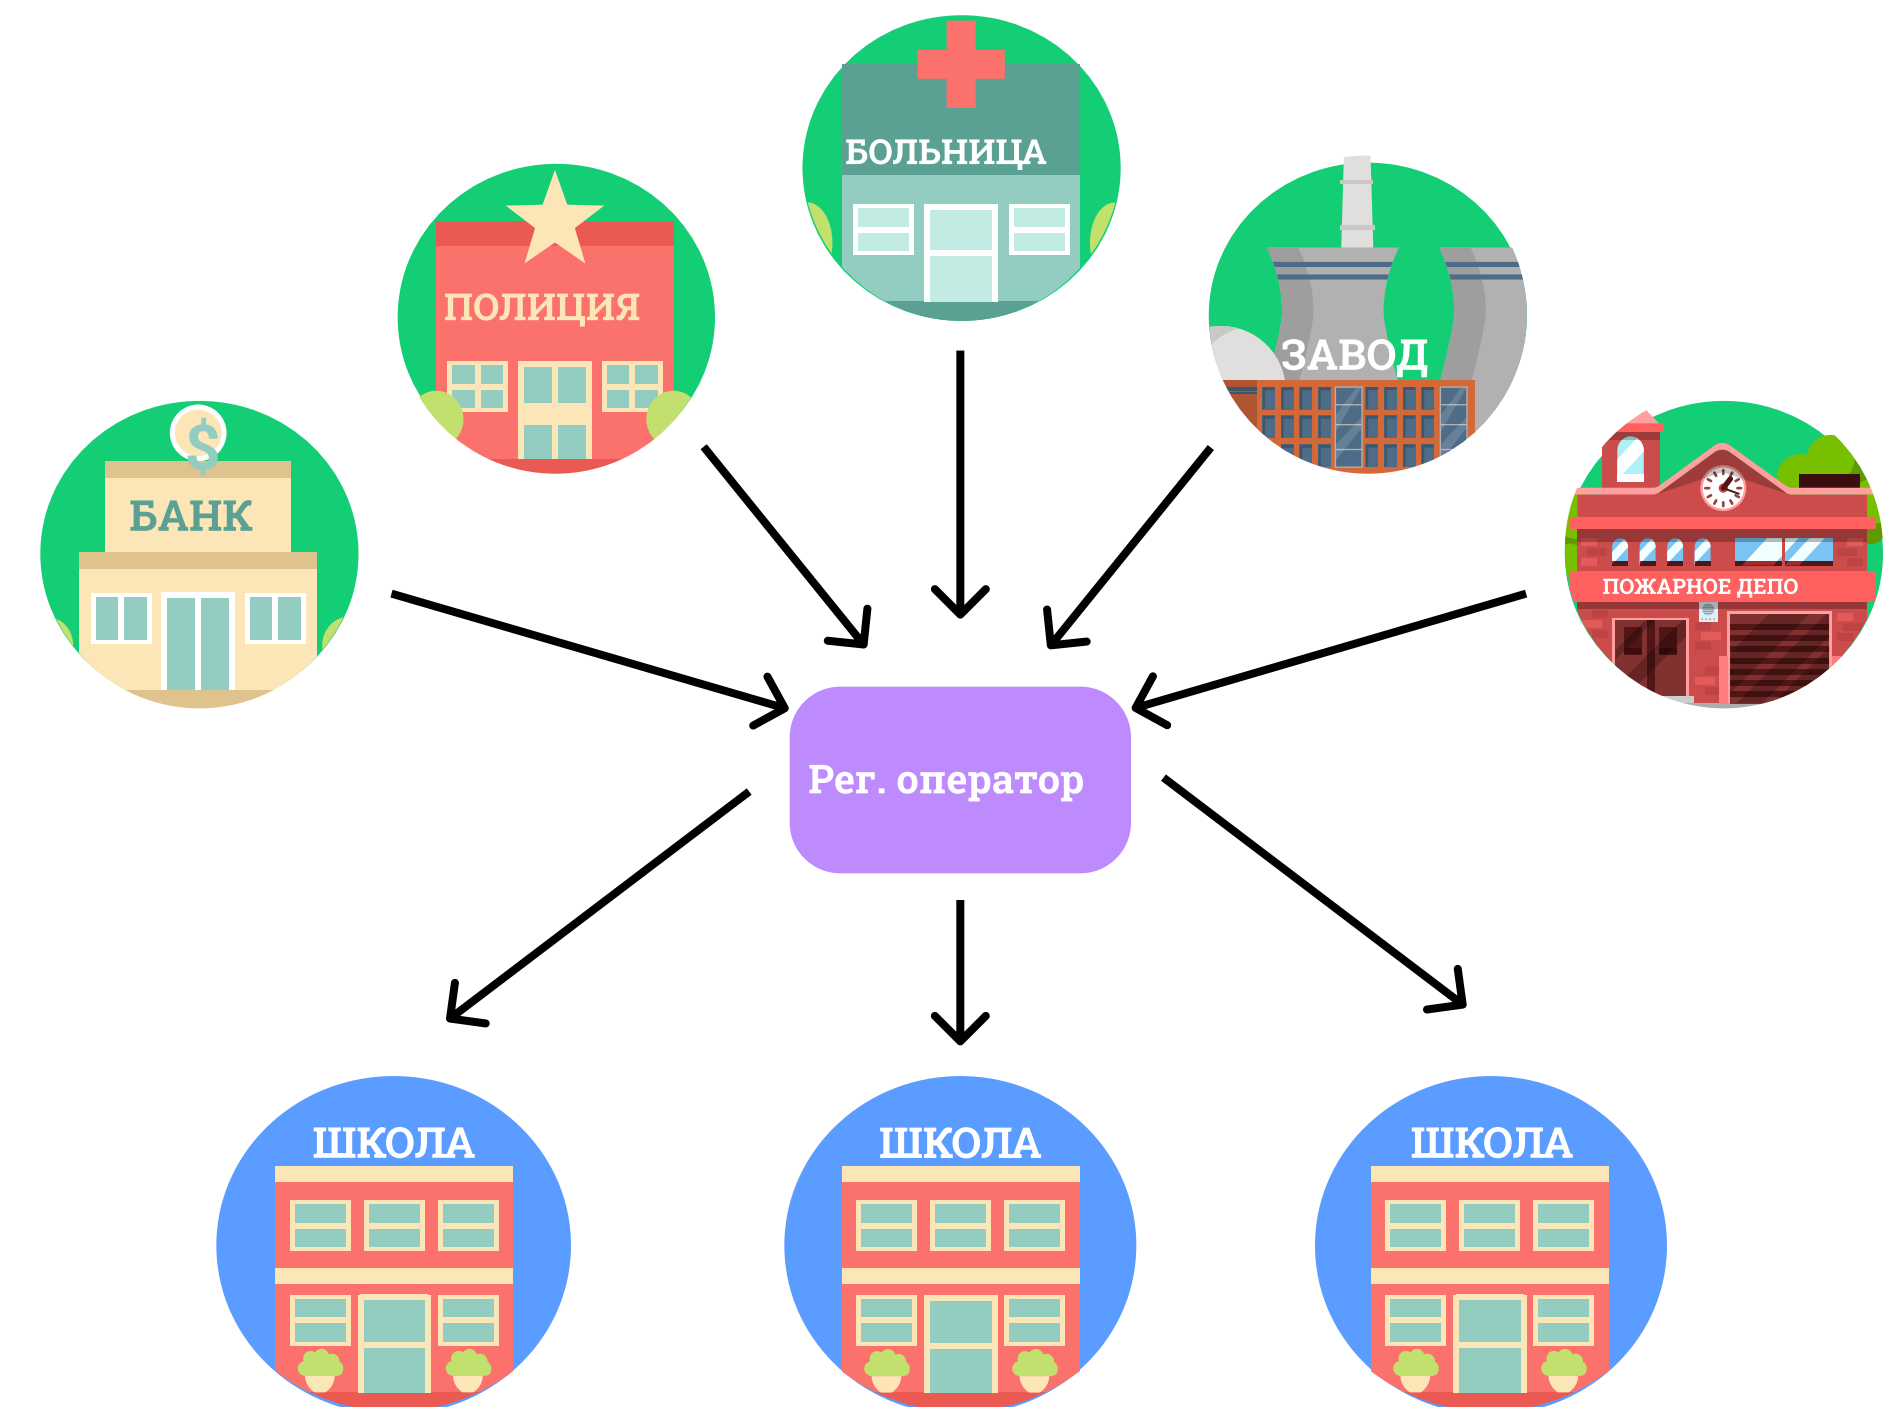 БОЛЬНИЦА
ПОЛИЦИЯ
ЗАВОД
БАНК
$
ПОЖАРНОЕ ДЕПО
Рег. оператор
ШКОЛА
ШКОЛА
ШКОЛА